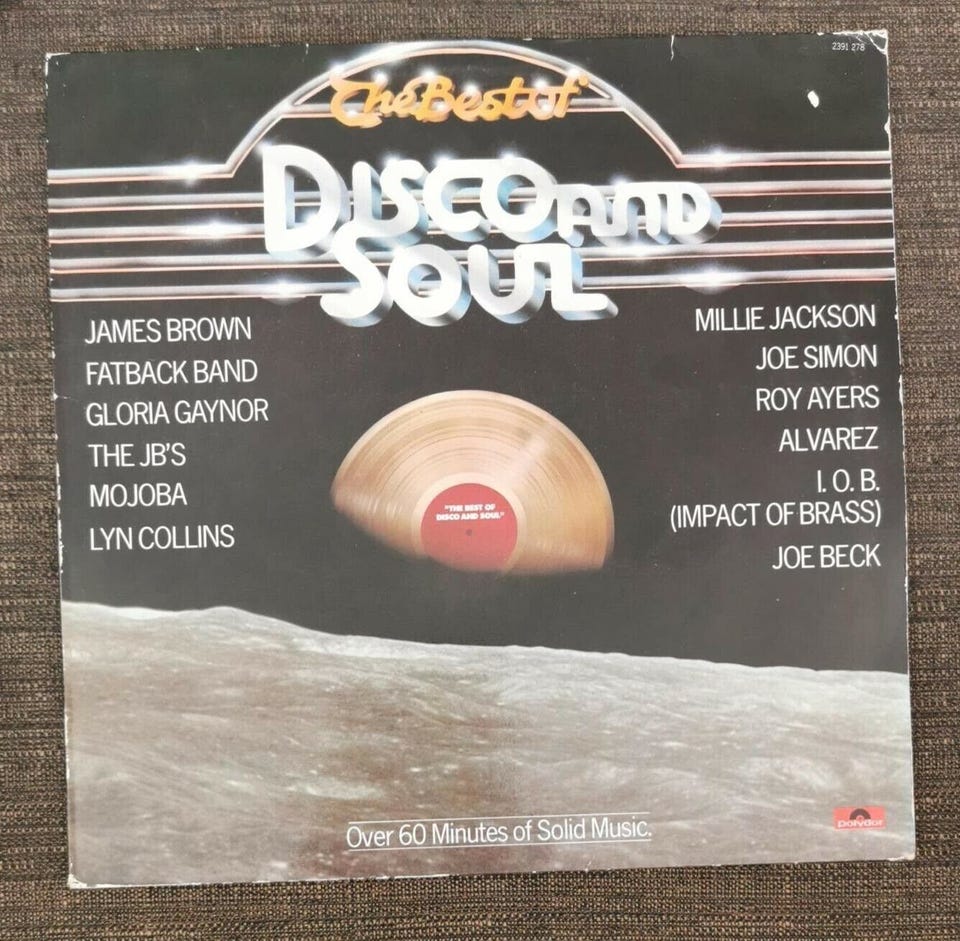 2391 278
The Best of
DISCO AND
SOUL
JAMES BROWN
FATBACK BAND
GLORIA GAYNOR
THE JB'S
MOJOBA
LYN COLLINS
MILLIE JACKSON
JOE SIMON
ROY AYERS
ALVAREZ
I. O. B.
(IMPACT OF BRASS)
JOE BECK
"THE BEST OF
DISCO AND SOUL"
Over 60 Minutes of Solid Music.
Polydor